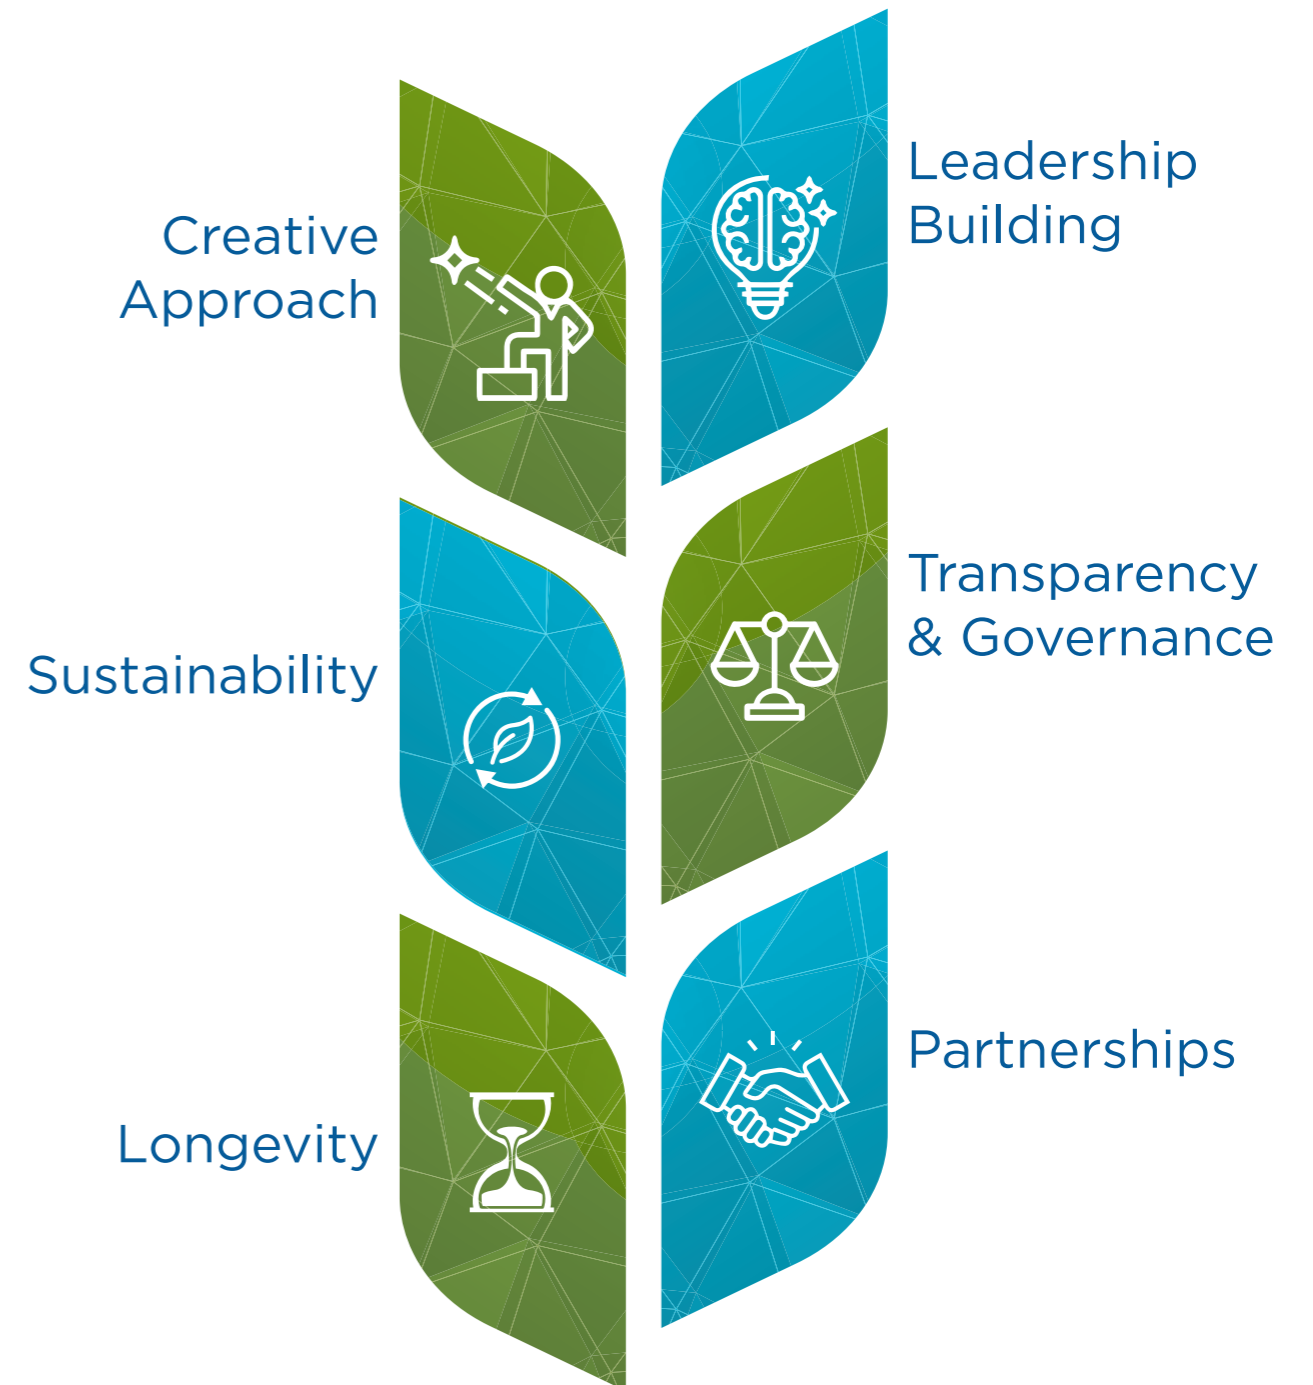 Creative
Approach
Leadership
Building
Sustainability
Transparency
& Governance
Longevity
Partnerships